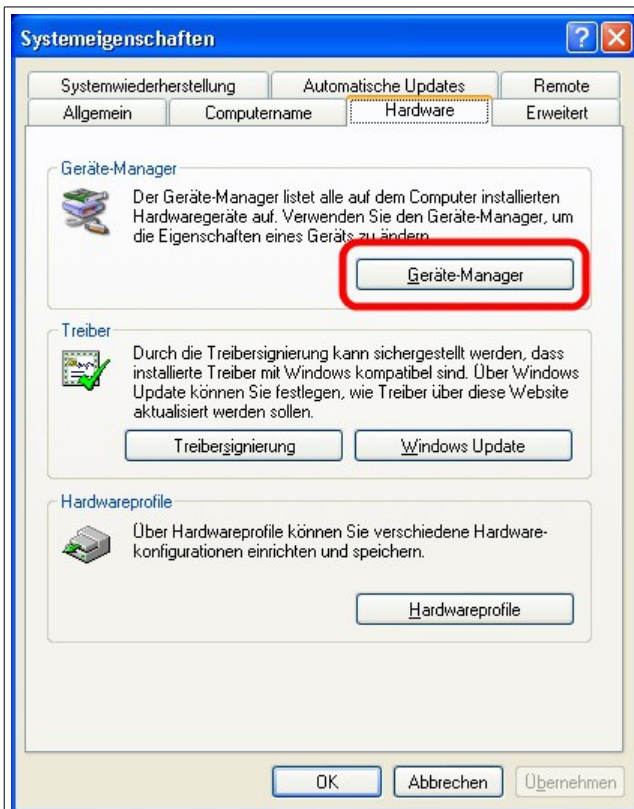 Systemeigenschaften
Systemwiederherstellung Automatische Updates Remote
Allgemein Computername Hardware Erweitert
Geräte-Manager
Der Geräte-Manager listet alle auf dem Computer installierten
Hardwaregeräte auf. Verwenden Sie den Geräte-Manager, um
die Eigenschaften eines Geräts zu ändern.
Geräte-Manager
Treiber
Durch die Treibersignierung kann sichergestellt werden, dass
installierte Treiber mit Windows kompatibel sind. Über Windows
Update können Sie festlegen, wie Treiber über diese Website
aktualisiert werden sollen.
Treibersignierung Windows Update
Hardwareprofile
Über Hardwareprofile können Sie verschiedene Hardware-
konfigurationen einrichten und speichern.
Hardwareprofile
OK Abbrechen Übernehmen